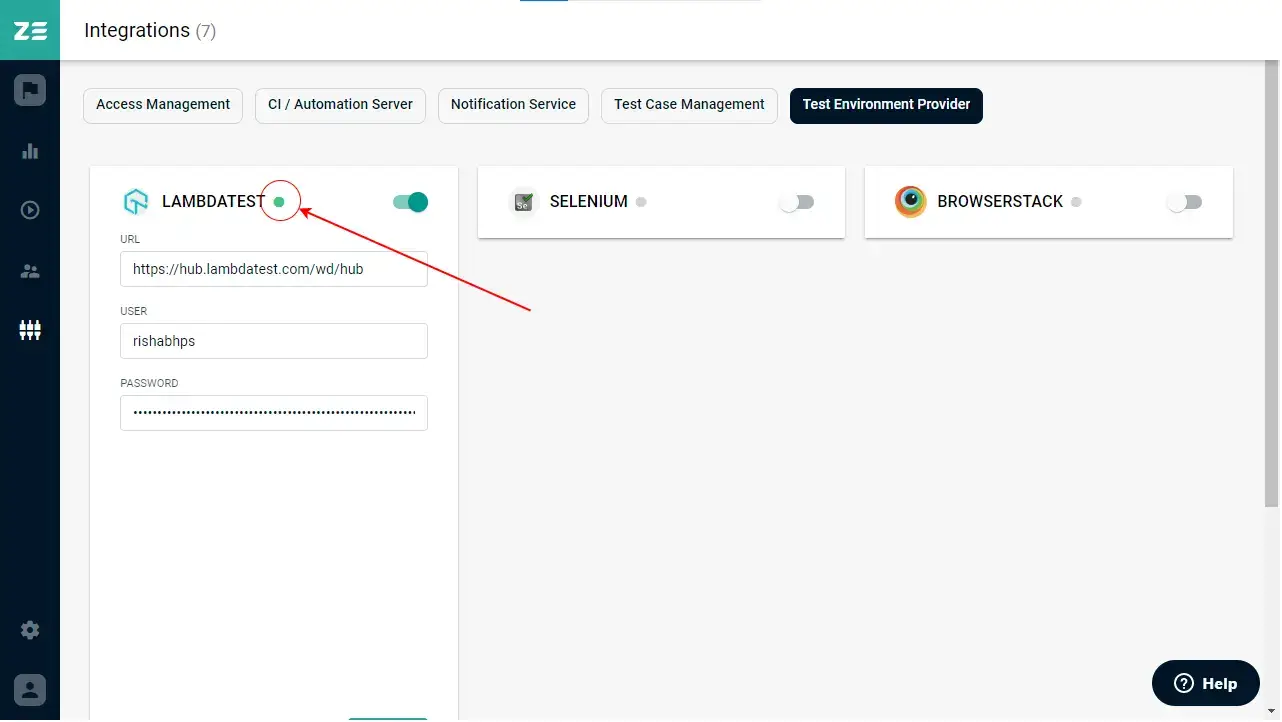 ZE
Integrations (7)
Access Management
CI / Automation Server
Notification Service
Test Case Management
Test Environment Provider
LAMBDATEST
URL
https://hub.lambdatest.com/wd/hub
USER
rishabhps
PASSWORD
Se
SELENIUM
BROWSERSTACK
Help